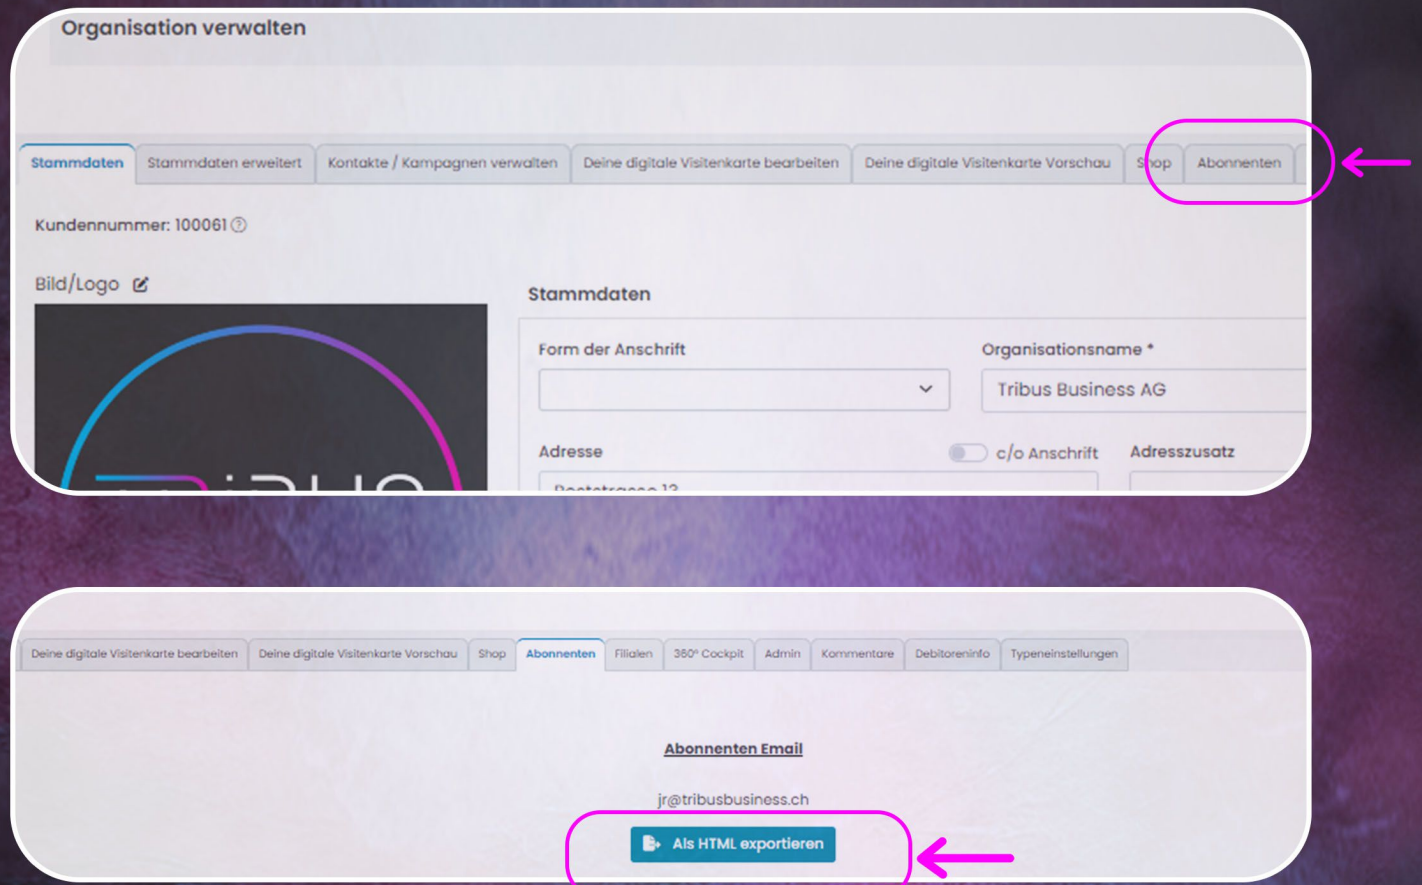 Organisation verwalten
Stammdaten Stammdaten erweitert Kontakte / Kampagnen verwalten Deine digitale Visitenkarte bearbeiten Deine digitale Visitenkarte Vorschau Shop Abonnenten
Kundennummer: 100061
Bild/Logo
Stammdaten
Form der Anschrift Organisationsname *
Tribus Business AG
Adresse c/o Anschrift Adresszusatz
Deine digitale Visitenkarte bearbeiten Deine digitale Visitenkarte Vorschau Shop Abonnenten Filialen 360° Cockpit Admin Kommentare Debitoreninfo Typeneinstellungen
Abonnenten Email
jr@tribusbusiness.ch
Als HTML exportieren